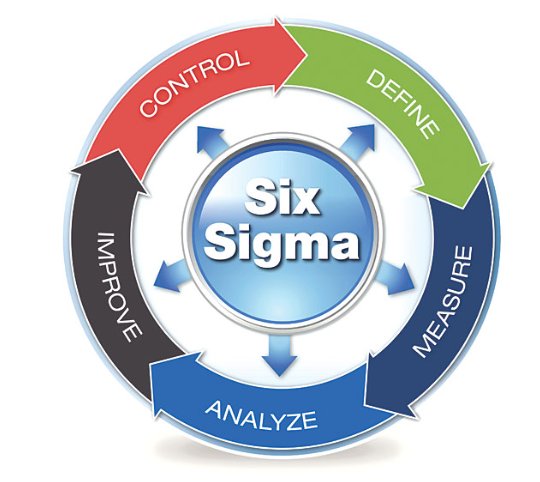 CONTROL
DEFINE
MEASURE
ANALYZE
IMPROVE
Six
Sigma